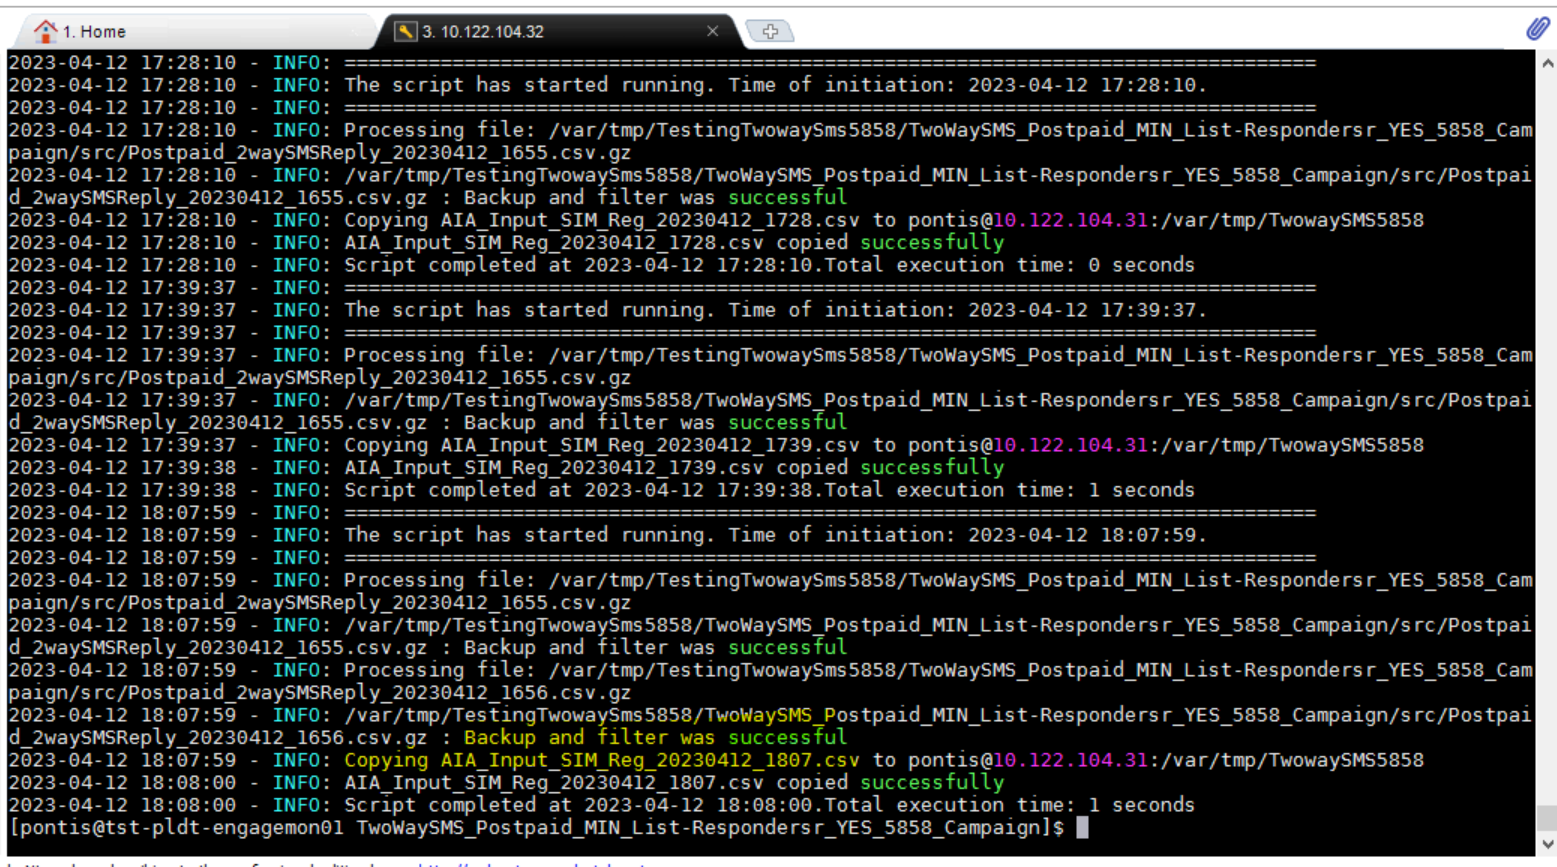 1. Home
3. 10.122.104.32
2023-04-12 17:28:10 - INFO: =================================================================================
2023-04-12 17:28:10 - INFO: The script has started running. Time of initiation: 2023-04-12 17:28:10.
2023-04-12 17:28:10 - INFO: =================================================================================
2023-04-12 17:28:10 - INFO: Processing file: /var/tmp/TestingTwowaySms5858/TwoWaySMS_Postpaid_MIN_List-Respondersr_YES_5858_Cam
paign/src/Postpaid_2waySMSReply_20230412_1655.csv.gz
2023-04-12 17:28:10 - INFO: /var/tmp/TestingTwowaySms5858/TwoWaySMS_Postpaid_MIN_List-Respondersr_YES_5858_Campaign/src/Postpai
d_2waySMSReply_20230412_1655.csv.gz : Backup and filter was successful
2023-04-12 17:28:10 - INFO: Copying AIA_Input_SIM_Reg_20230412_1728.csv to pontis@10.122.104.31:/var/tmp/TwowaySMS5858
2023-04-12 17:28:10 - INFO: AIA_Input_SIM_Reg_20230412_1728.csv copied successfully
2023-04-12 17:28:10 - INFO: Script completed at 2023-04-12 17:28:10.Total execution time: 0 seconds
2023-04-12 17:39:37 - INFO: =================================================================================
2023-04-12 17:39:37 - INFO: The script has started running. Time of initiation: 2023-04-12 17:39:37.
2023-04-12 17:39:37 - INFO: =================================================================================
2023-04-12 17:39:37 - INFO: Processing file: /var/tmp/TestingTwowaySms5858/TwoWaySMS_Postpaid_MIN_List-Respondersr_YES_5858_Cam
paign/src/Postpaid_2waySMSReply_20230412_1655.csv.gz
2023-04-12 17:39:37 - INFO: /var/tmp/TestingTwowaySms5858/TwoWaySMS_Postpaid_MIN_List-Respondersr_YES_5858_Campaign/src/Postpai
d_2waySMSReply_20230412_1655.csv.gz : Backup and filter was successful
2023-04-12 17:39:37 - INFO: Copying AIA_Input_SIM_Reg_20230412_1739.csv to pontis@10.122.104.31:/var/tmp/TwowaySMS5858
2023-04-12 17:39:38 - INFO: AIA_Input_SIM_Reg_20230412_1739.csv copied successfully
2023-04-12 17:39:38 - INFO: Script completed at 2023-04-12 17:39:38.Total execution time: 1 seconds
2023-04-12 18:07:59 - INFO: =================================================================================
2023-04-12 18:07:59 - INFO: The script has started running. Time of initiation: 2023-04-12 18:07:59.
2023-04-12 18:07:59 - INFO: =================================================================================
2023-04-12 18:07:59 - INFO: Processing file: /var/tmp/TestingTwowaySms5858/TwoWaySMS_Postpaid_MIN_List-Respondersr_YES_5858_Cam
paign/src/Postpaid_2waySMSReply_20230412_1655.csv.gz
2023-04-12 18:07:59 - INFO: /var/tmp/TestingTwowaySms5858/TwoWaySMS_Postpaid_MIN_List-Respondersr_YES_5858_Campaign/src/Postpai
d_2waySMSReply_20230412_1655.csv.gz : Backup and filter was successful
2023-04-12 18:07:59 - INFO: Processing file: /var/tmp/TestingTwowaySms5858/TwoWaySMS_Postpaid_MIN_List-Respondersr_YES_5858_Cam
paign/src/Postpaid_2waySMSReply_20230412_1656.csv.gz
2023-04-12 18:07:59 - INFO: /var/tmp/TestingTwowaySms5858/TwoWaySMS_Postpaid_MIN_List-Respondersr_YES_5858_Campaign/src/Postpai
d_2waySMSReply_20230412_1656.csv.gz : Backup and filter was successful
2023-04-12 18:07:59 - INFO: Copying AIA_Input_SIM_Reg_20230412_1807.csv to pontis@10.122.104.31:/var/tmp/TwowaySMS5858
2023-04-12 18:08:00 - INFO: AIA_Input_SIM_Reg_20230412_1807.csv copied successfully
2023-04-12 18:08:00 - INFO: Script completed at 2023-04-12 18:08:00.Total execution time: 1 seconds
[pontis@tst-pldt-engagemon01 TwoWaySMS_Postpaid_MIN_List-Respondersr_YES_5858_Campaign]$